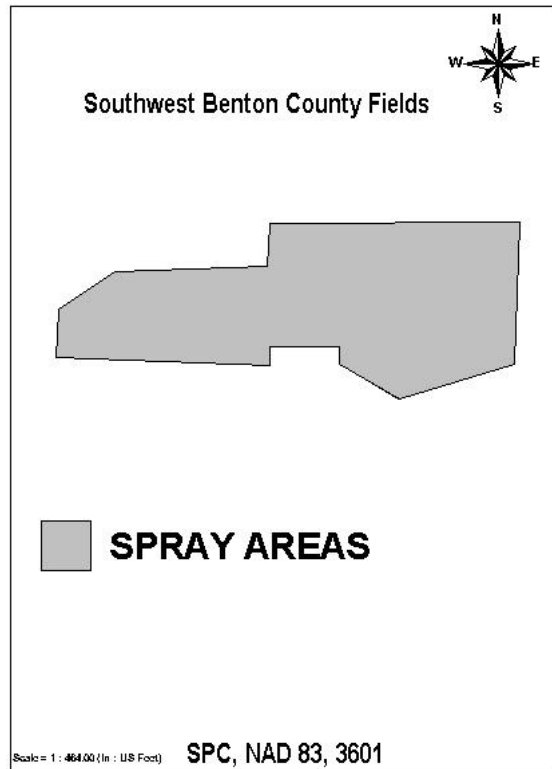 N
W E
S
Southwest Benton County Fields
SPRAY AREAS
Scale = 1 : 464.00 (In : US Feet)
SPC, NAD 83, 3601